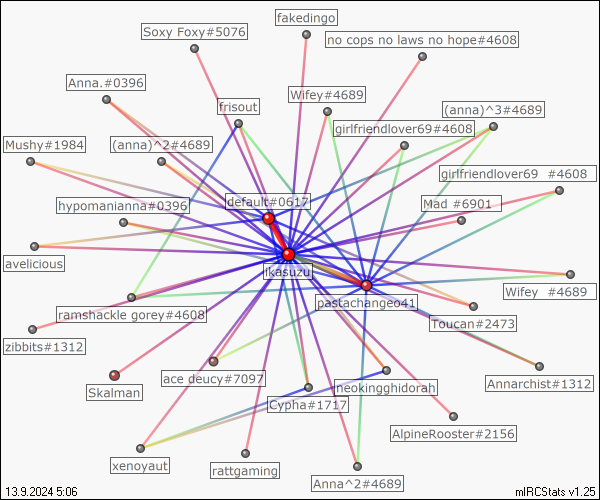 fakedingo
Soxy Foxy#5076
no cops no laws no hope#4608
Anna.#0396
Wifey#4689
frisout
(anna)^3#4689
girlfriendlover69#4608
Mushy#1984
(anna)^2#4689
girlfriendlover69 #4608
default#0617
Mad #6901
hypomanianna#0396
avelicious
ikasuzu
Wifey #4689
pastachangeo41
ramshackle gorey#4608
Toucan#2473
zibbits#1312
Skalman
ace deucy#7097
neokingghidorah
Annarchist#1312
Cypha#1717
AlpineRooster#2156
xenoyaut
rattgaming
Anna^2#4689
13.9.2024 5:06
mIRCStats v1.25